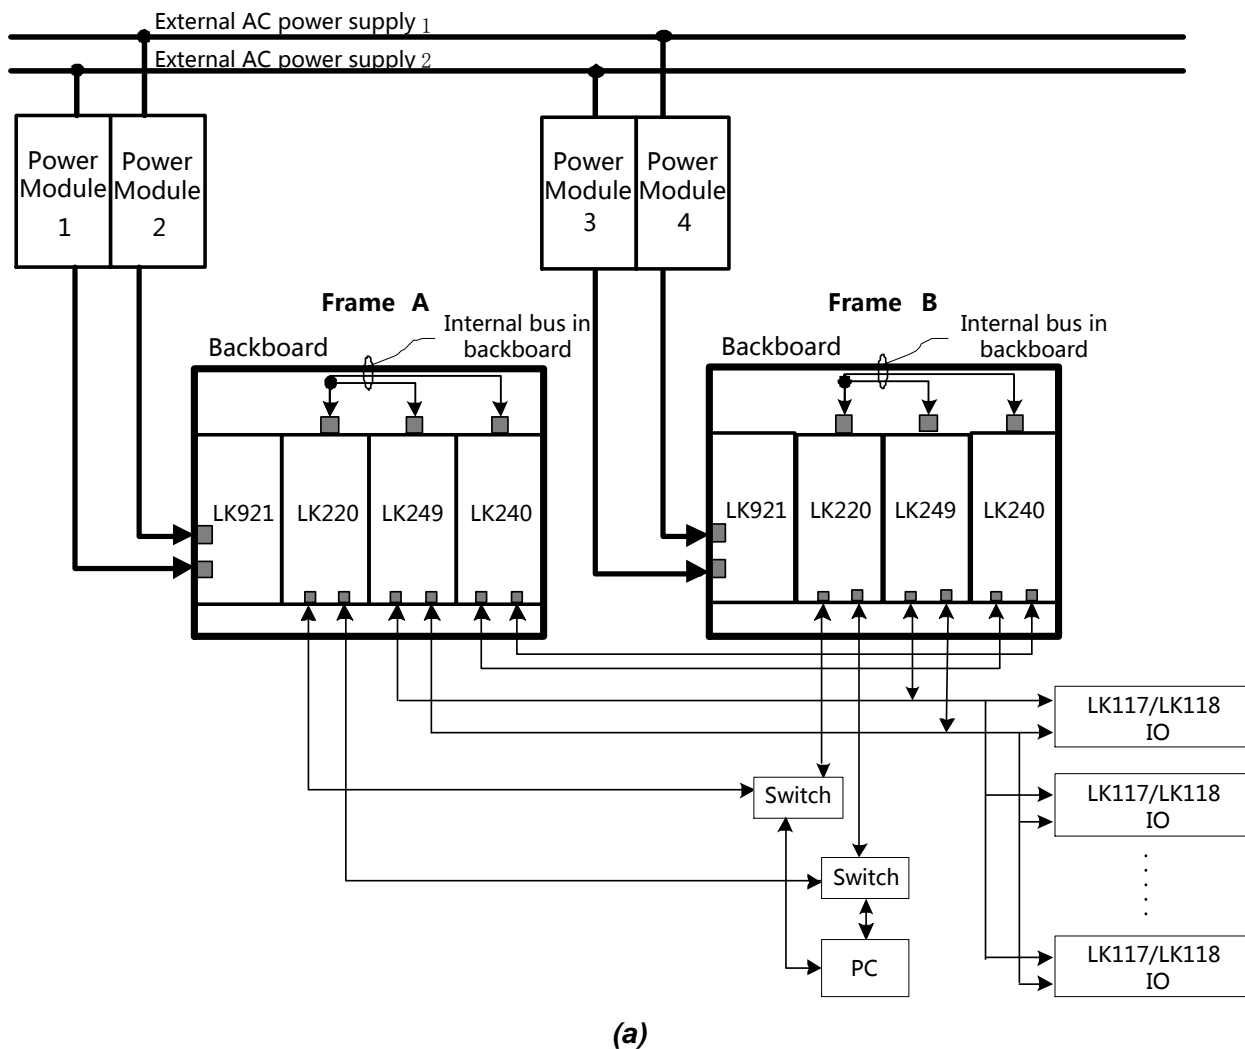 External AC power supply 1
External AC power supply 2
Power
Module
1
Power
Module
2
Power
Module
3
Power
Module
4
Frame A
Internal bus in
backboard
Backboard
Frame B
Internal bus in
backboard
Backboard
LK921
LK220
LK249
LK240
LK921
LK220
LK249
LK240
LK117/LK118
IO
Switch
LK117/LK118
IO
Switch
PC
LK117/LK118
IO
(a)